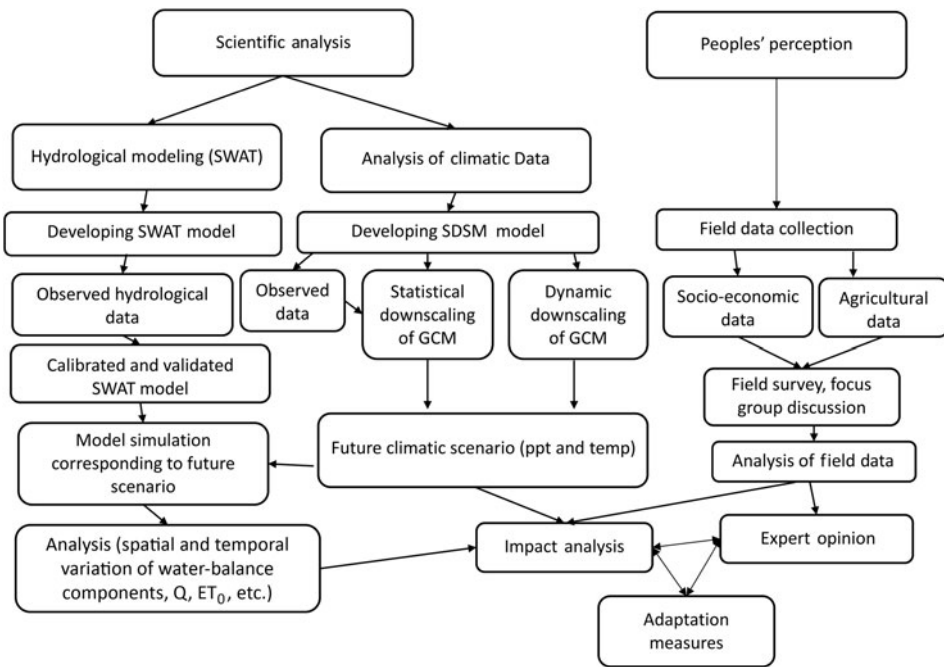 Scientific analysis
Peoples' perception
Hydrological modeling (SWAT)
Analysis of climatic Data
Developing SWAT model
Developing SDSM model
Field data collection
Observed hydrological
data
Observed
data
Statistical
downscaling
of GCM
Dynamic
downscaling
of GCM
Socio-economic
data
Agricultural
data
Calibrated and validated
SWAT model
Field survey, focus
group discussion
Model simulation
corresponding to future
scenario
Future climatic scenario (ppt and temp)
Analysis of field data
Analysis (spatial and temporal
variation of water-balance
components, Q, ET₀, etc.)
Impact analysis
Expert opinion
Adaptation
measures